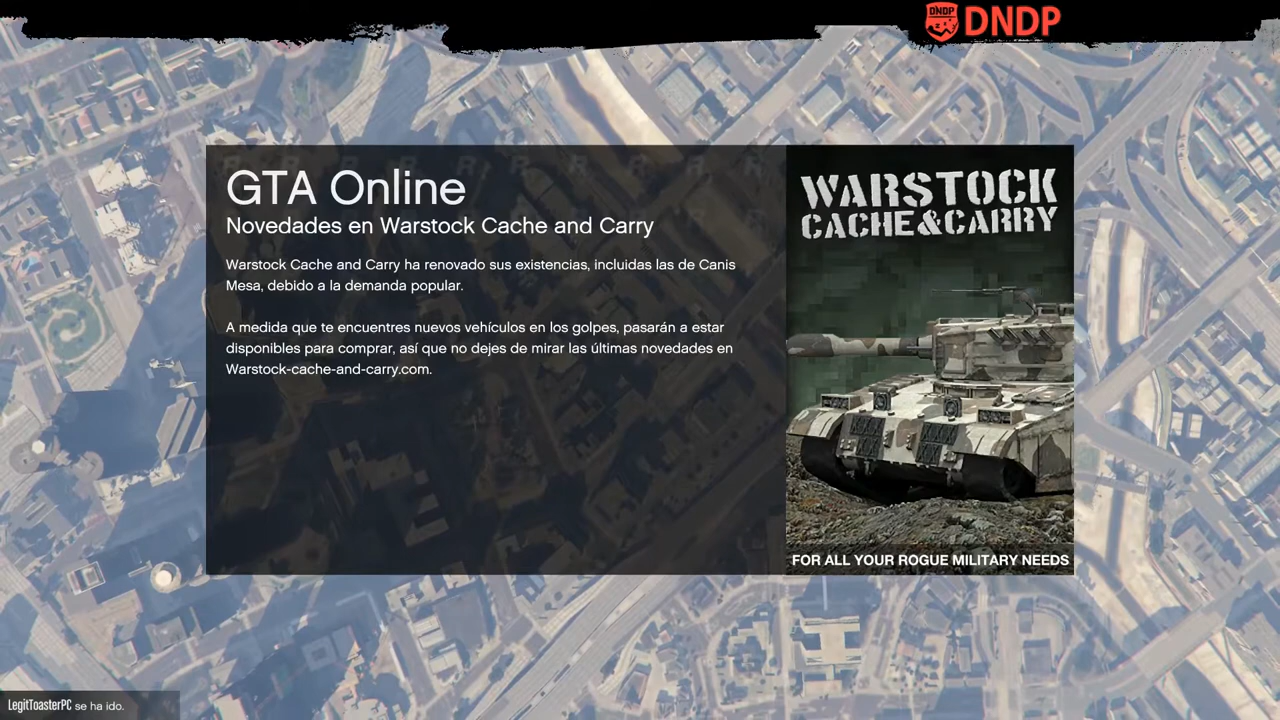 DNDP
DNDP
GTA Online
Novedades en Warstock Cache and Carry
Warstock Cache and Carry ha renovado sus existencias, incluidas las de Canis
Mesa, debido a la demanda popular.
A medida que te encuentres nuevos vehículos en los golpes, pasarán a estar
disponibles para comprar, así que no dejes de mirar las últimas novedades en
Warstock-cache-and-carry.com.
WARSTOCK
CACHE&CARRY
FOR ALL YOUR ROGUE MILITARY NEEDS
LegitToasterPC se ha ido.